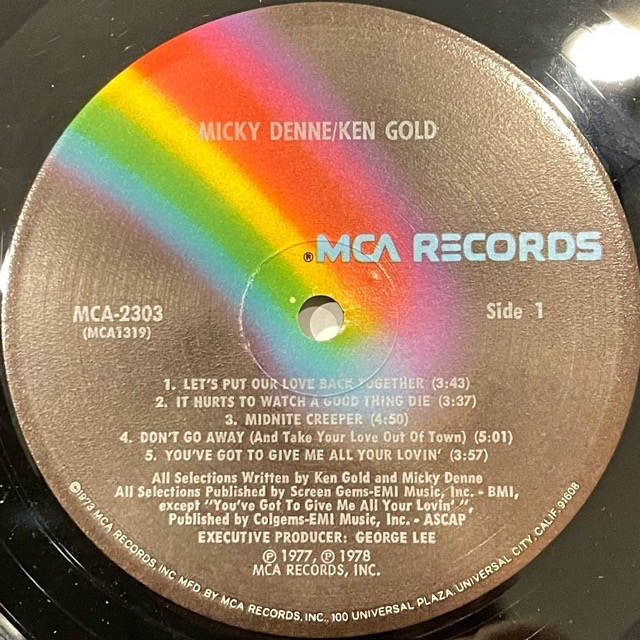 MICKY DENNE/KEN GOLD
®MCA RECORDS
MCA-2303
(MCA1319)
Side 1
1. LET'S PUT OUR LOVE BACK TOGETHER (3:43)
2. IT HURTS TO WATCH A GOOD THING DIE (3:37)
3. MIDNITE CREEPER (4:50)
4. DON'T GO AWAY (And Take Your Love Out Of Town) (5:01)
5. YOU'VE GOT TO GIVE ME ALL YOUR LOVIN' (3:57)
All Selections Written by Ken Gold and Micky Denne
All Selections Published by Screen Gems-EMI Music, Inc. - BMI,
except "You've Got To Give Me All Your Lovin' ",
Published by Colgems-EMI Music, Inc. - ASCAP
EXECUTIVE PRODUCER: GEORGE LEE
℗ 1977, ℗ 1978
MCA RECORDS, INC.
©1973 MCA RECORDS INC MFD. BY MCA RECORDS, INC., 100 UNIVERSAL PLAZA, UNIVERSAL CITY, CALIF. 91608